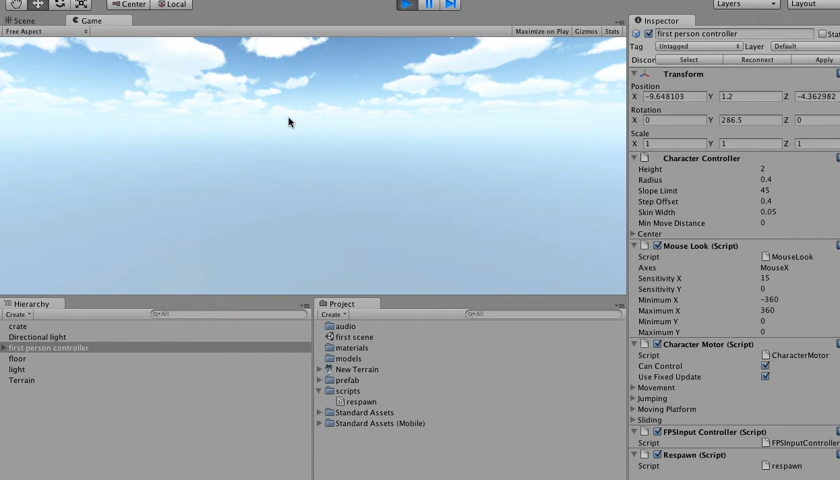 Center Local Layers Layout
Scene Game Inspector
Free Aspect Maximize on Play Gizmos Stats
first person controller
Tag Untagged Layer Default
Select Reconnect Apply
Transform
Position
X -9.648103 Y 1.2 Z -4.362982
Rotation
X 0 Y 286.5 Z 0
Scale
X 1 Y 1 Z 1
Character Controller
Height 2
Radius 0.4
Slope Limit 45
Step Offset 0.4
Skin Width 0.05
Min Move Distance 0
Center
Mouse Look (Script)
Script MouseLook
Axes MouseX
Sensitivity X 15
Sensitivity Y 0
Minimum X -360
Maximum X 360
Minimum Y 0
Maximum Y 0
Character Motor (Script)
Script CharacterMotor
Can Control
Use Fixed Update
Movement
Jumping
Moving Platform
Sliding
FPSInput Controller (Script)
Script FPSInputController
Respawn (Script)
Script respawn
Hierarchy
Create All
crate
Directional light
first person controller
floor
light
Terrain
Project
Create All
audio
first scene
materials
models
New Terrain
prefab
scripts
respawn
Standard Assets
Standard Assets (Mobile)